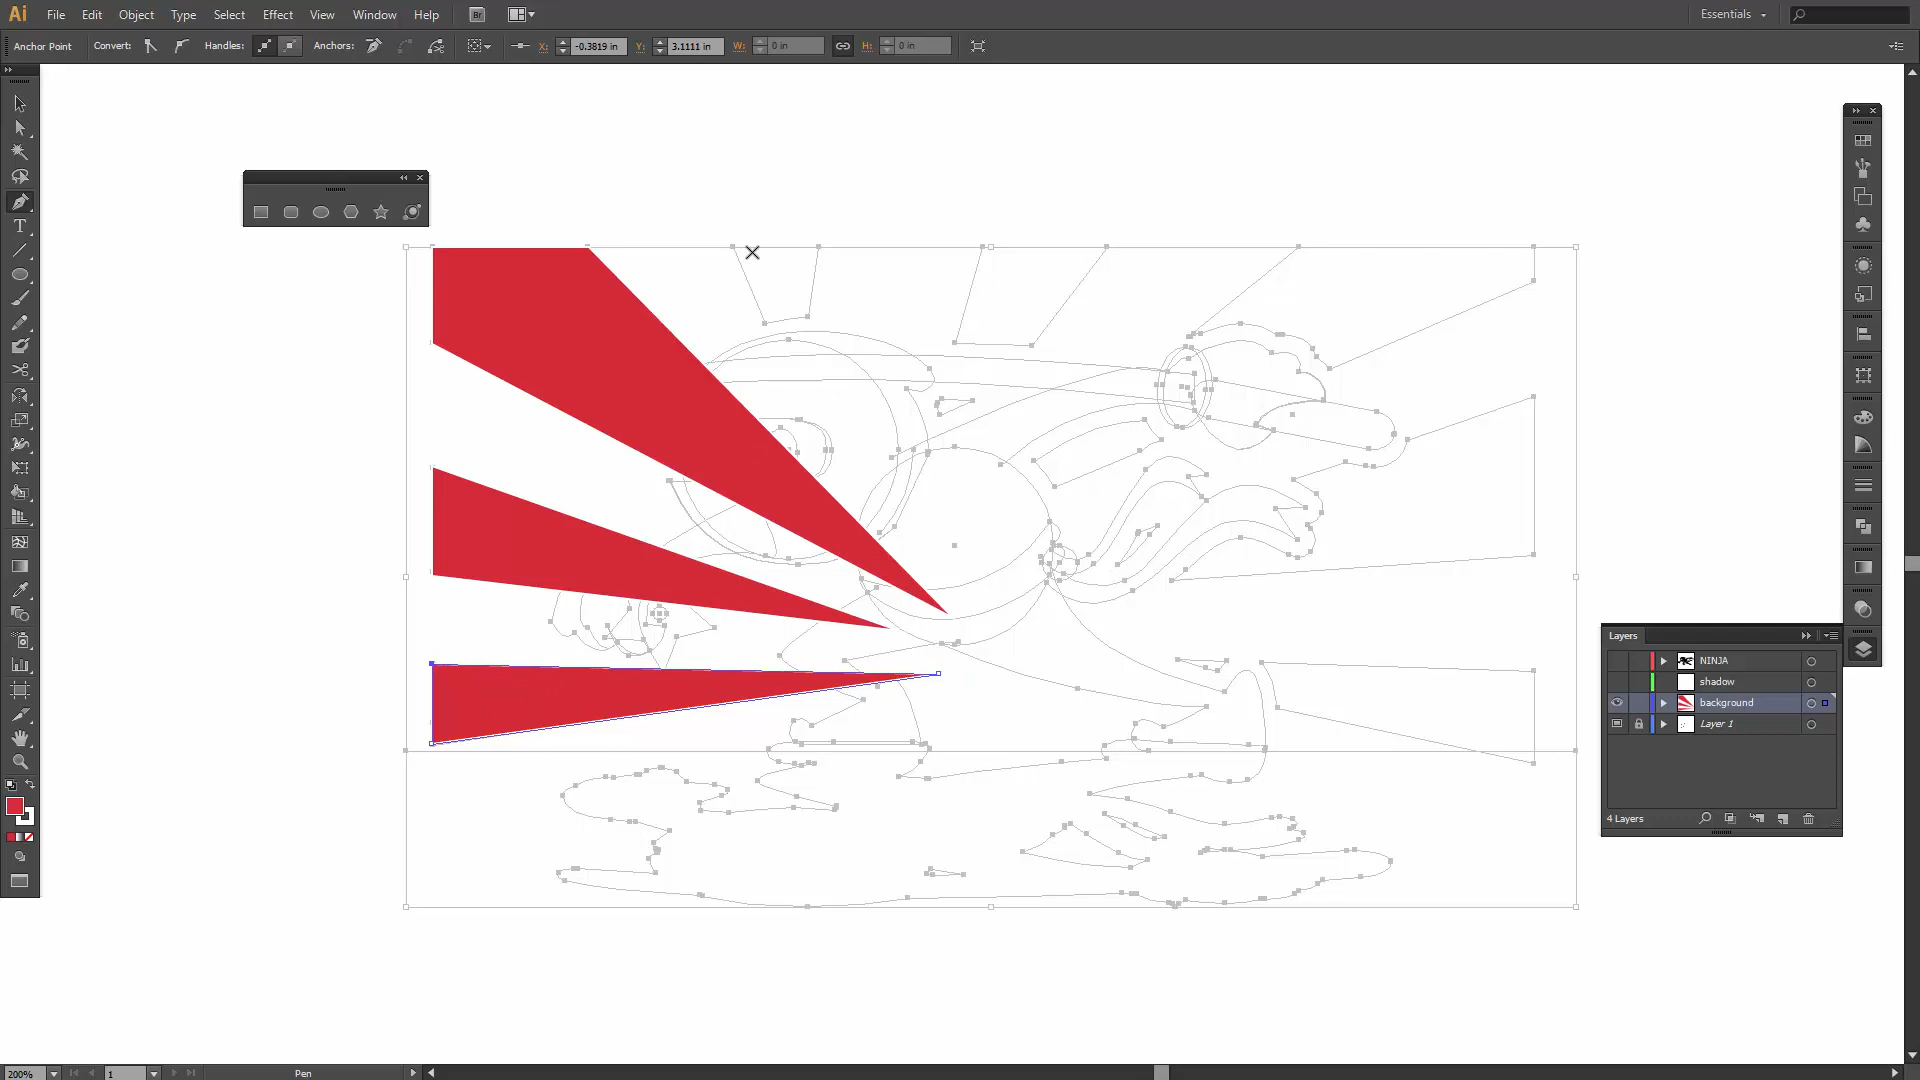 Ai File Edit Object Type Select Effect View Window Help Br Essentials
Anchor Point Convert: Handles: Anchors: X: -0.3819 in Y: 3.1111 in W: 0 in H: 0 in
Layers
NINJA
shadow
background
Layer 1
4 Layers
200% 1 Pen